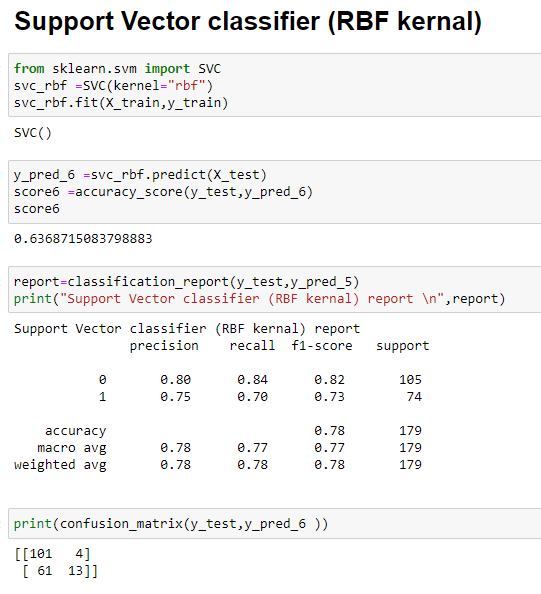 Support Vector classifier (RBF kernal)
from sklearn.svm import SVC
svc_rbf =SVC(kernel="rbf")
svc_rbf.fit(X_train,y_train)
SVC()
y_pred_6 =svc_rbf.predict(X_test)
score6 =accuracy_score(y_test,y_pred_6)
score6
0.6368715083798883
report=classification_report(y_test,y_pred_5)
print("Support Vector classifier (RBF kernal) report \n",report)
Support Vector classifier (RBF kernal) report
precision recall f1-score support
0 0.80 0.84 0.82 105
1 0.75 0.70 0.73 74
accuracy 0.78 179
macro avg 0.78 0.77 0.77 179
weighted avg 0.78 0.78 0.78 179
print(confusion_matrix(y_test,y_pred_6 ))
[[101 4]
[ 61 13]]